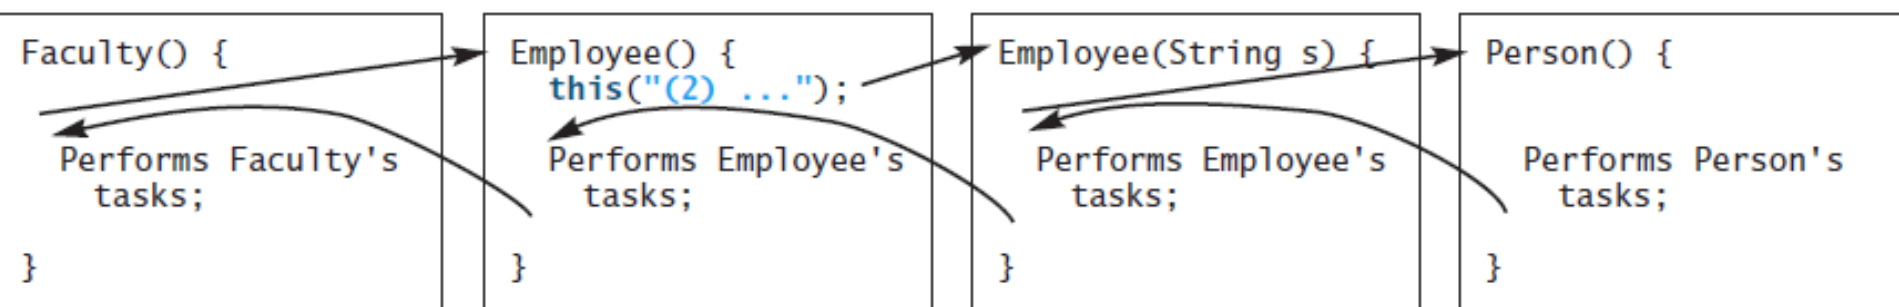 Faculty() {
Performs Faculty's
tasks;
}
Employee() {
this("(2) ...");
Performs Employee's
tasks;
}
Employee(String s) {
Performs Employee's
tasks;
}
Person() {
Performs Person's
tasks;
}